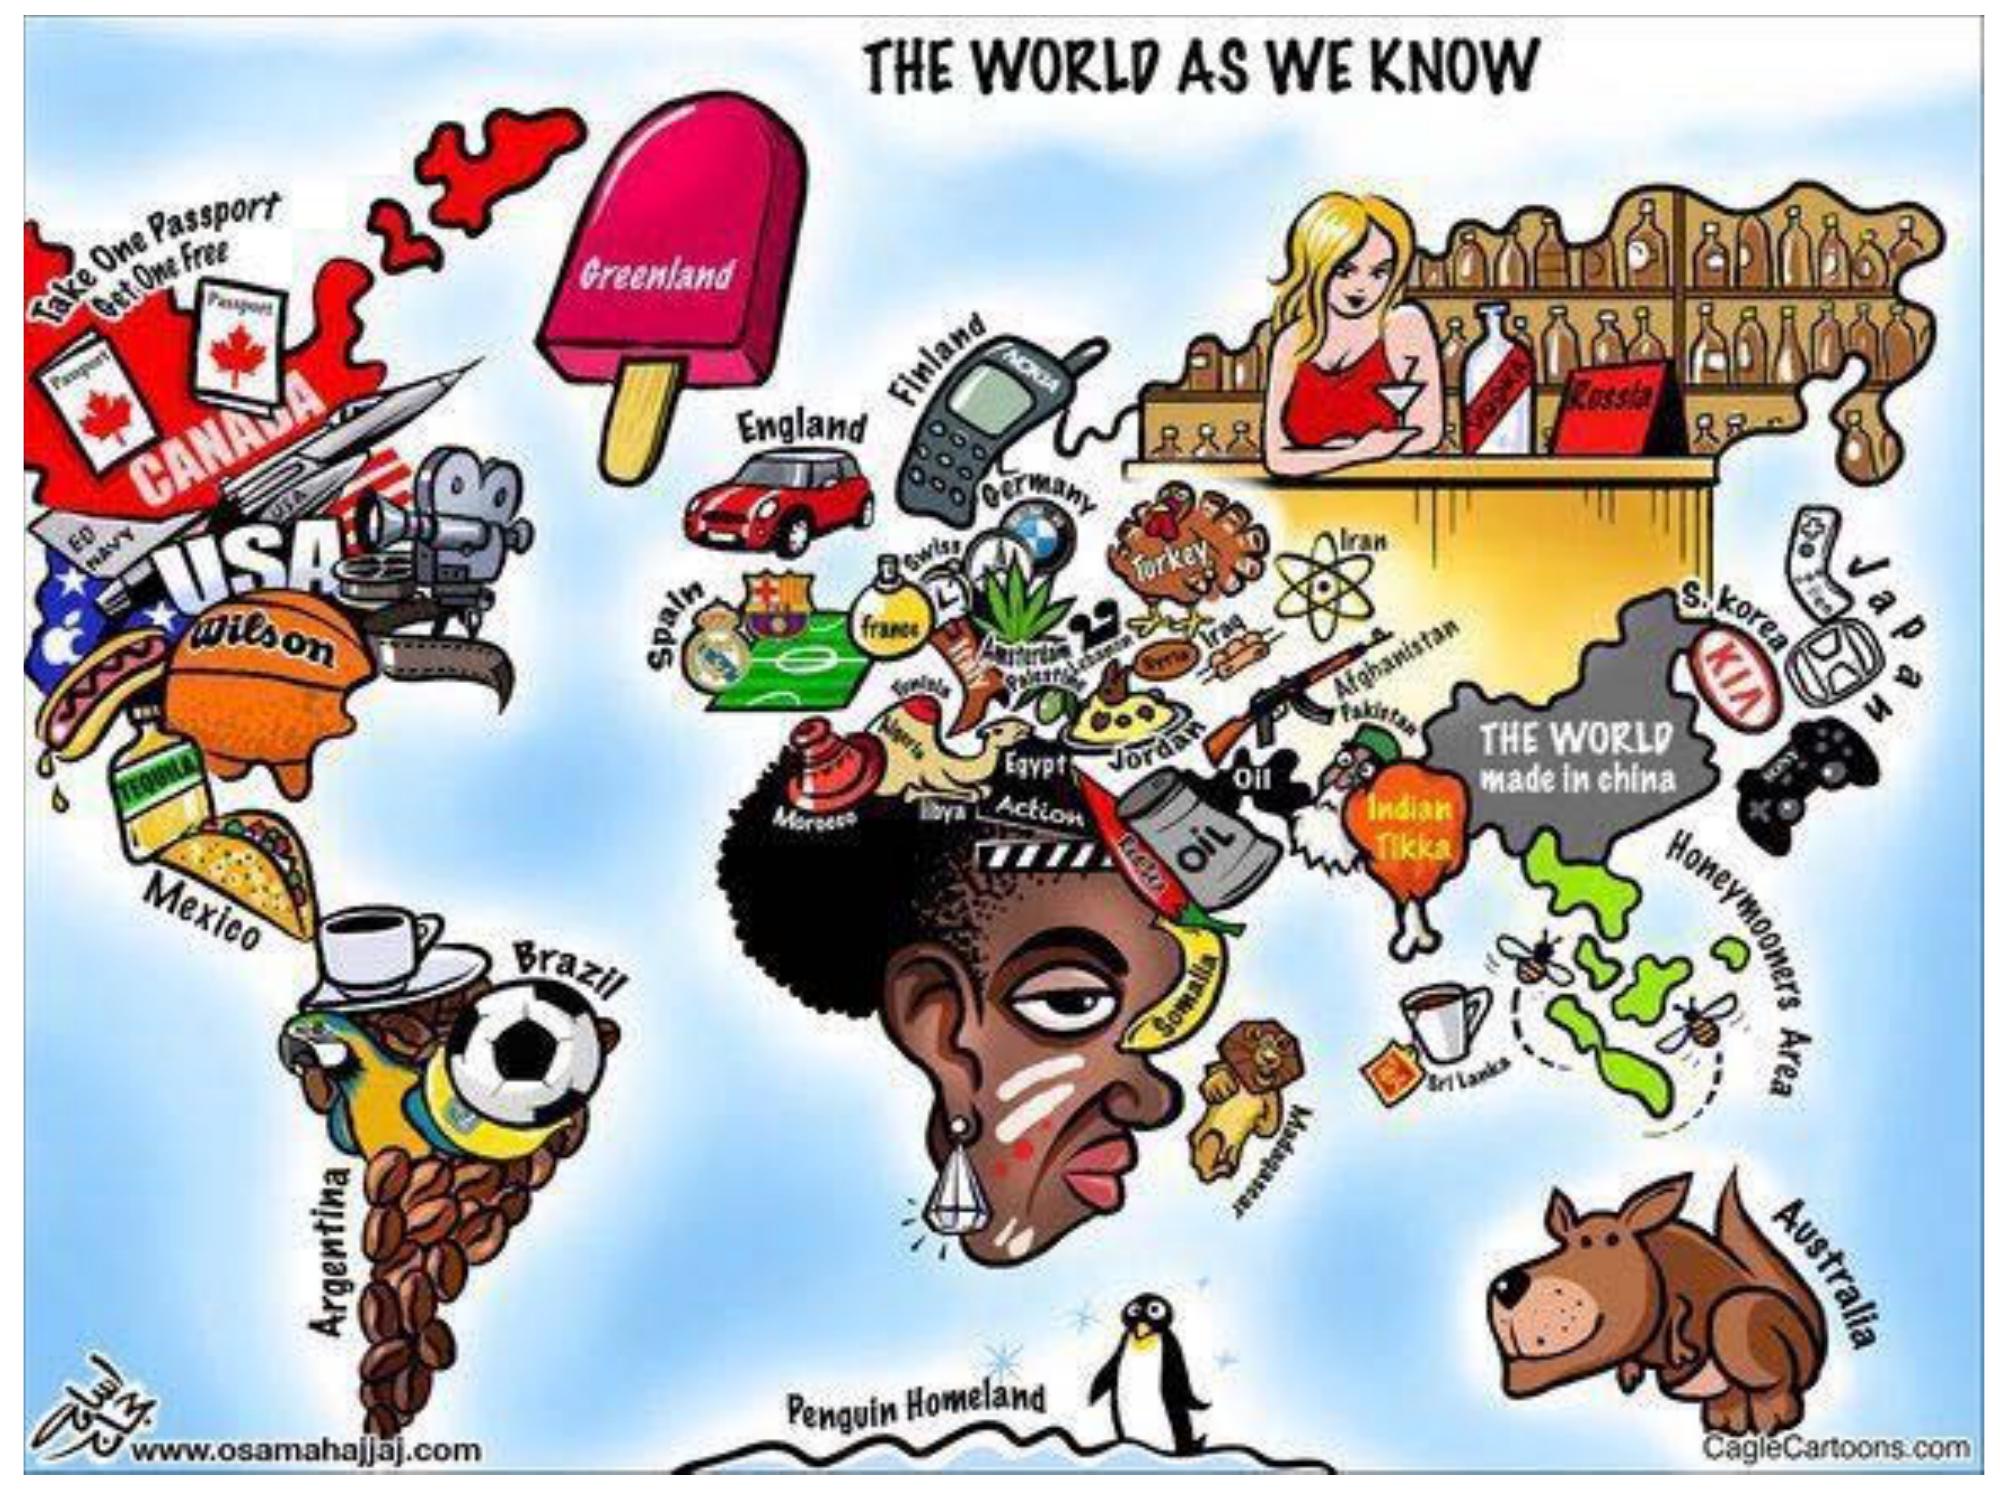 THE WORLD AS WE KNOW
Take One Passport
Get One Free
Passport
Passport
CANADA
Greenland
NAVY
USA
USA
Wilson
TEQUILA
Mexico
Brazil
Argentina
Finland
NOKIA
England
Germany
Swiss
Spain
france
Amsterdam
Turkey
Iran
Iraq
Syria
Lebanon
Palestine
Jordan
Tunisia
Algeria
Morocco
libya
Egypt
Action
OIL
Oil
Somalia
Madagascar
VODKA
Russia
Afghanistan
Pakistan
Indian
Tikka
THE WORLD
made in china
S. korea
KIA
Japan
SONY
Honeymooners Area
Sri Lanka
Australia
Penguin Homeland
www.osamahajjaj.com
CagleCartoons.com